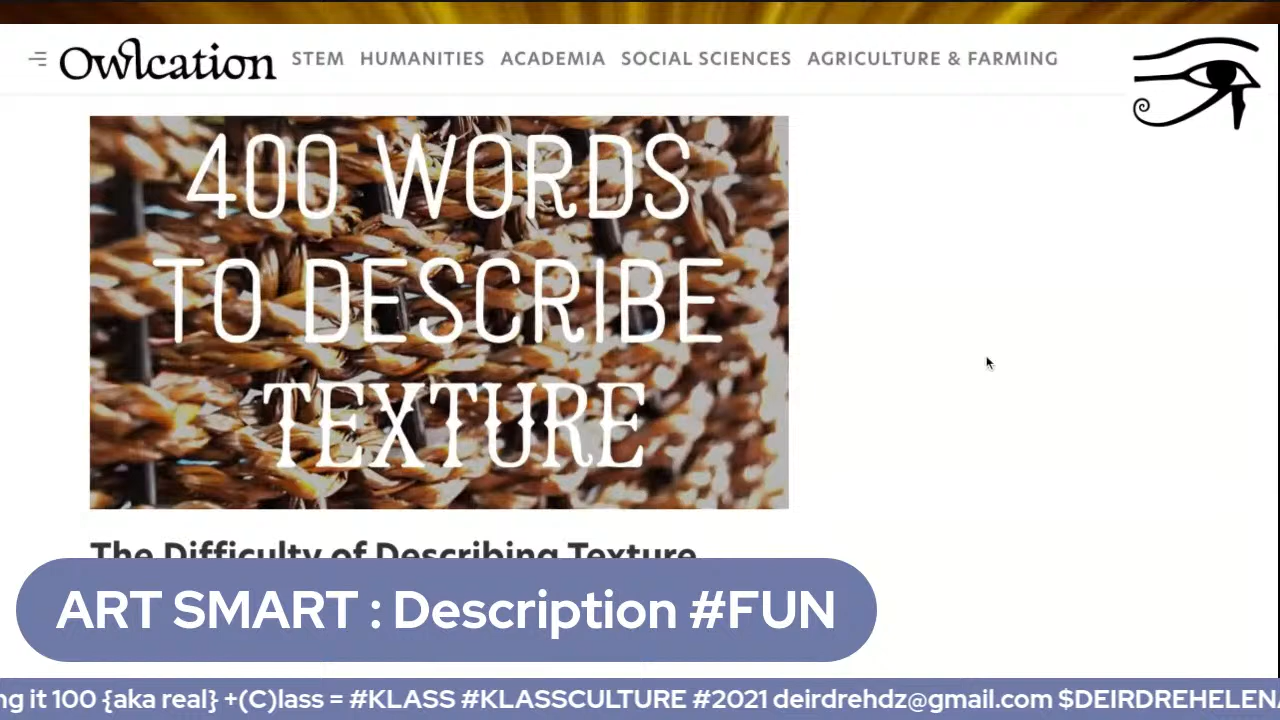 Owlcation STEM HUMANITIES ACADEMIA SOCIAL SCIENCES AGRICULTURE & FARMING
400 WORDS
TO DESCRIBE
TEXTURE
The Difficulty of Describing Texture
ART SMART : Description #FUN
it 100 {aka real} +(C)lass = #KLASS #KLASSCULTURE #2021 deirdrehdz@gmail.com $DEIRDREHELEN